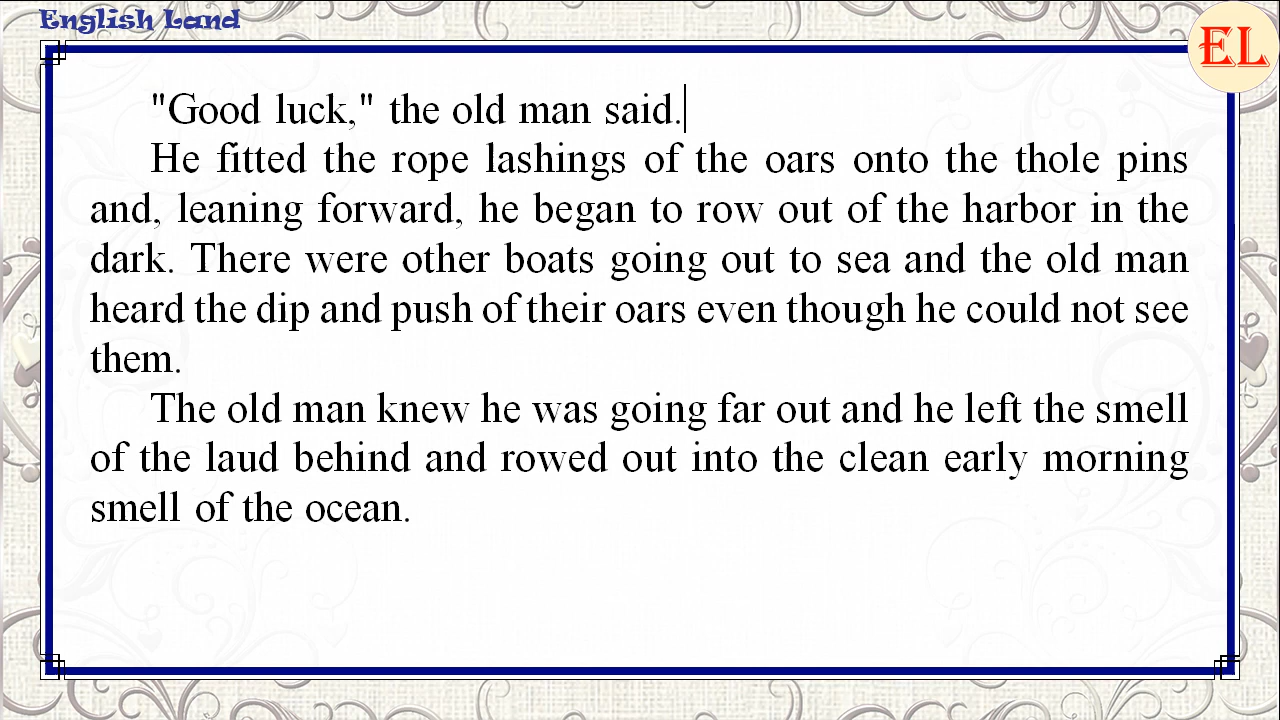 English Land
EL
"Good luck," the old man said.
He fitted the rope lashings of the oars onto the thole pins
and, leaning forward, he began to row out of the harbor in the
dark. There were other boats going out to sea and the old man
heard the dip and push of their oars even though he could not see
them.
The old man knew he was going far out and he left the smell
of the laud behind and rowed out into the clean early morning
smell of the ocean.